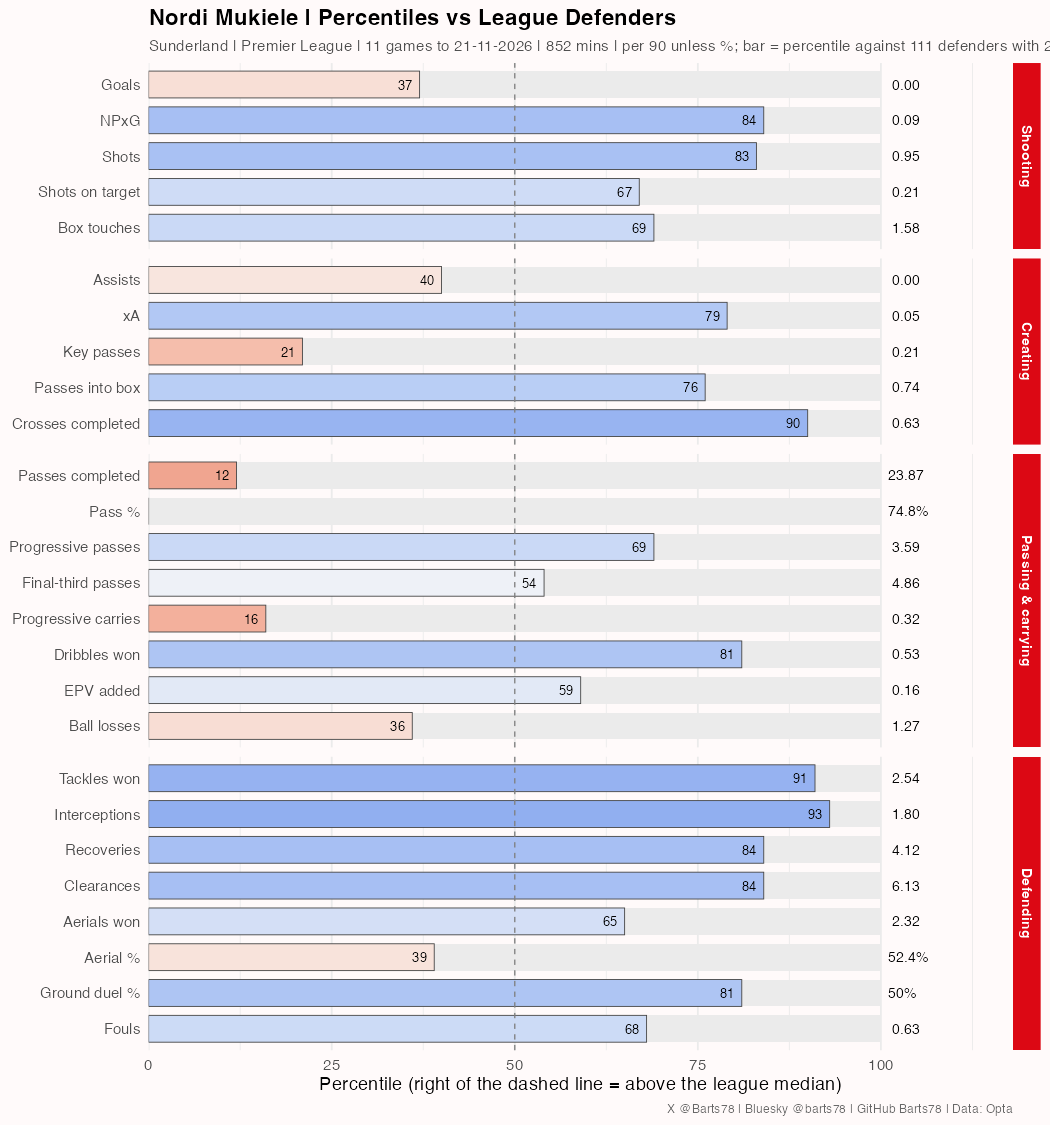 Nordi Mukiele | Percentiles vs League Defenders
Sunderland | Premier League | 11 games to 21-11-2026 | 852 mins | per 90 unless %; bar = percentile against 111 defenders with 2
Goals 37 0.00
NPxG 84 0.09
Shots 83 0.95
Shots on target 67 0.21
Box touches 69 1.58
Shooting
Assists 40 0.00
xA 79 0.05
Key passes 21 0.21
Passes into box 76 0.74
Crosses completed 90 0.63
Creating
Passes completed 12 23.87
Pass % 74.8%
Progressive passes 69 3.59
Final-third passes 54 4.86
Progressive carries 16 0.32
Dribbles won 81 0.53
EPV added 59 0.16
Ball losses 36 1.27
Passing & carrying
Tackles won 91 2.54
Interceptions 93 1.80
Recoveries 84 4.12
Clearances 84 6.13
Aerials won 65 2.32
Aerial % 39 52.4%
Ground duel % 81 50%
Fouls 68 0.63
Defending
0 25 50 75 100
Percentile (right of the dashed line = above the league median)
X @Barts78 | Bluesky @barts78 | GitHub Barts78 | Data: Opta